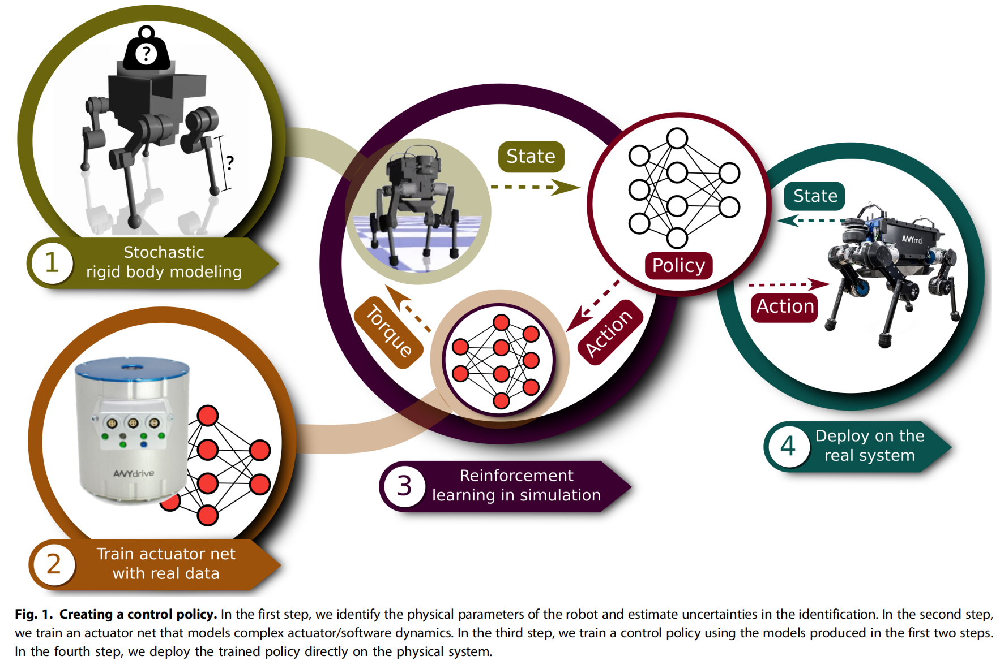 ?
?
1
Stochastic
rigid body modeling
State
Policy
Action
Torque
State
Action
ANYmal
ANYdrive
2
Train actuator net
with real data
3
Reinforcement
learning in simulation
4
Deploy on the
real system
Fig. 1. Creating a control policy. In the first step, we identify the physical parameters of the robot and estimate uncertainties in the identification. In the second step,
we train an actuator net that models complex actuator/software dynamics. In the third step, we train a control policy using the models produced in the first two steps.
In the fourth step, we deploy the trained policy directly on the physical system.